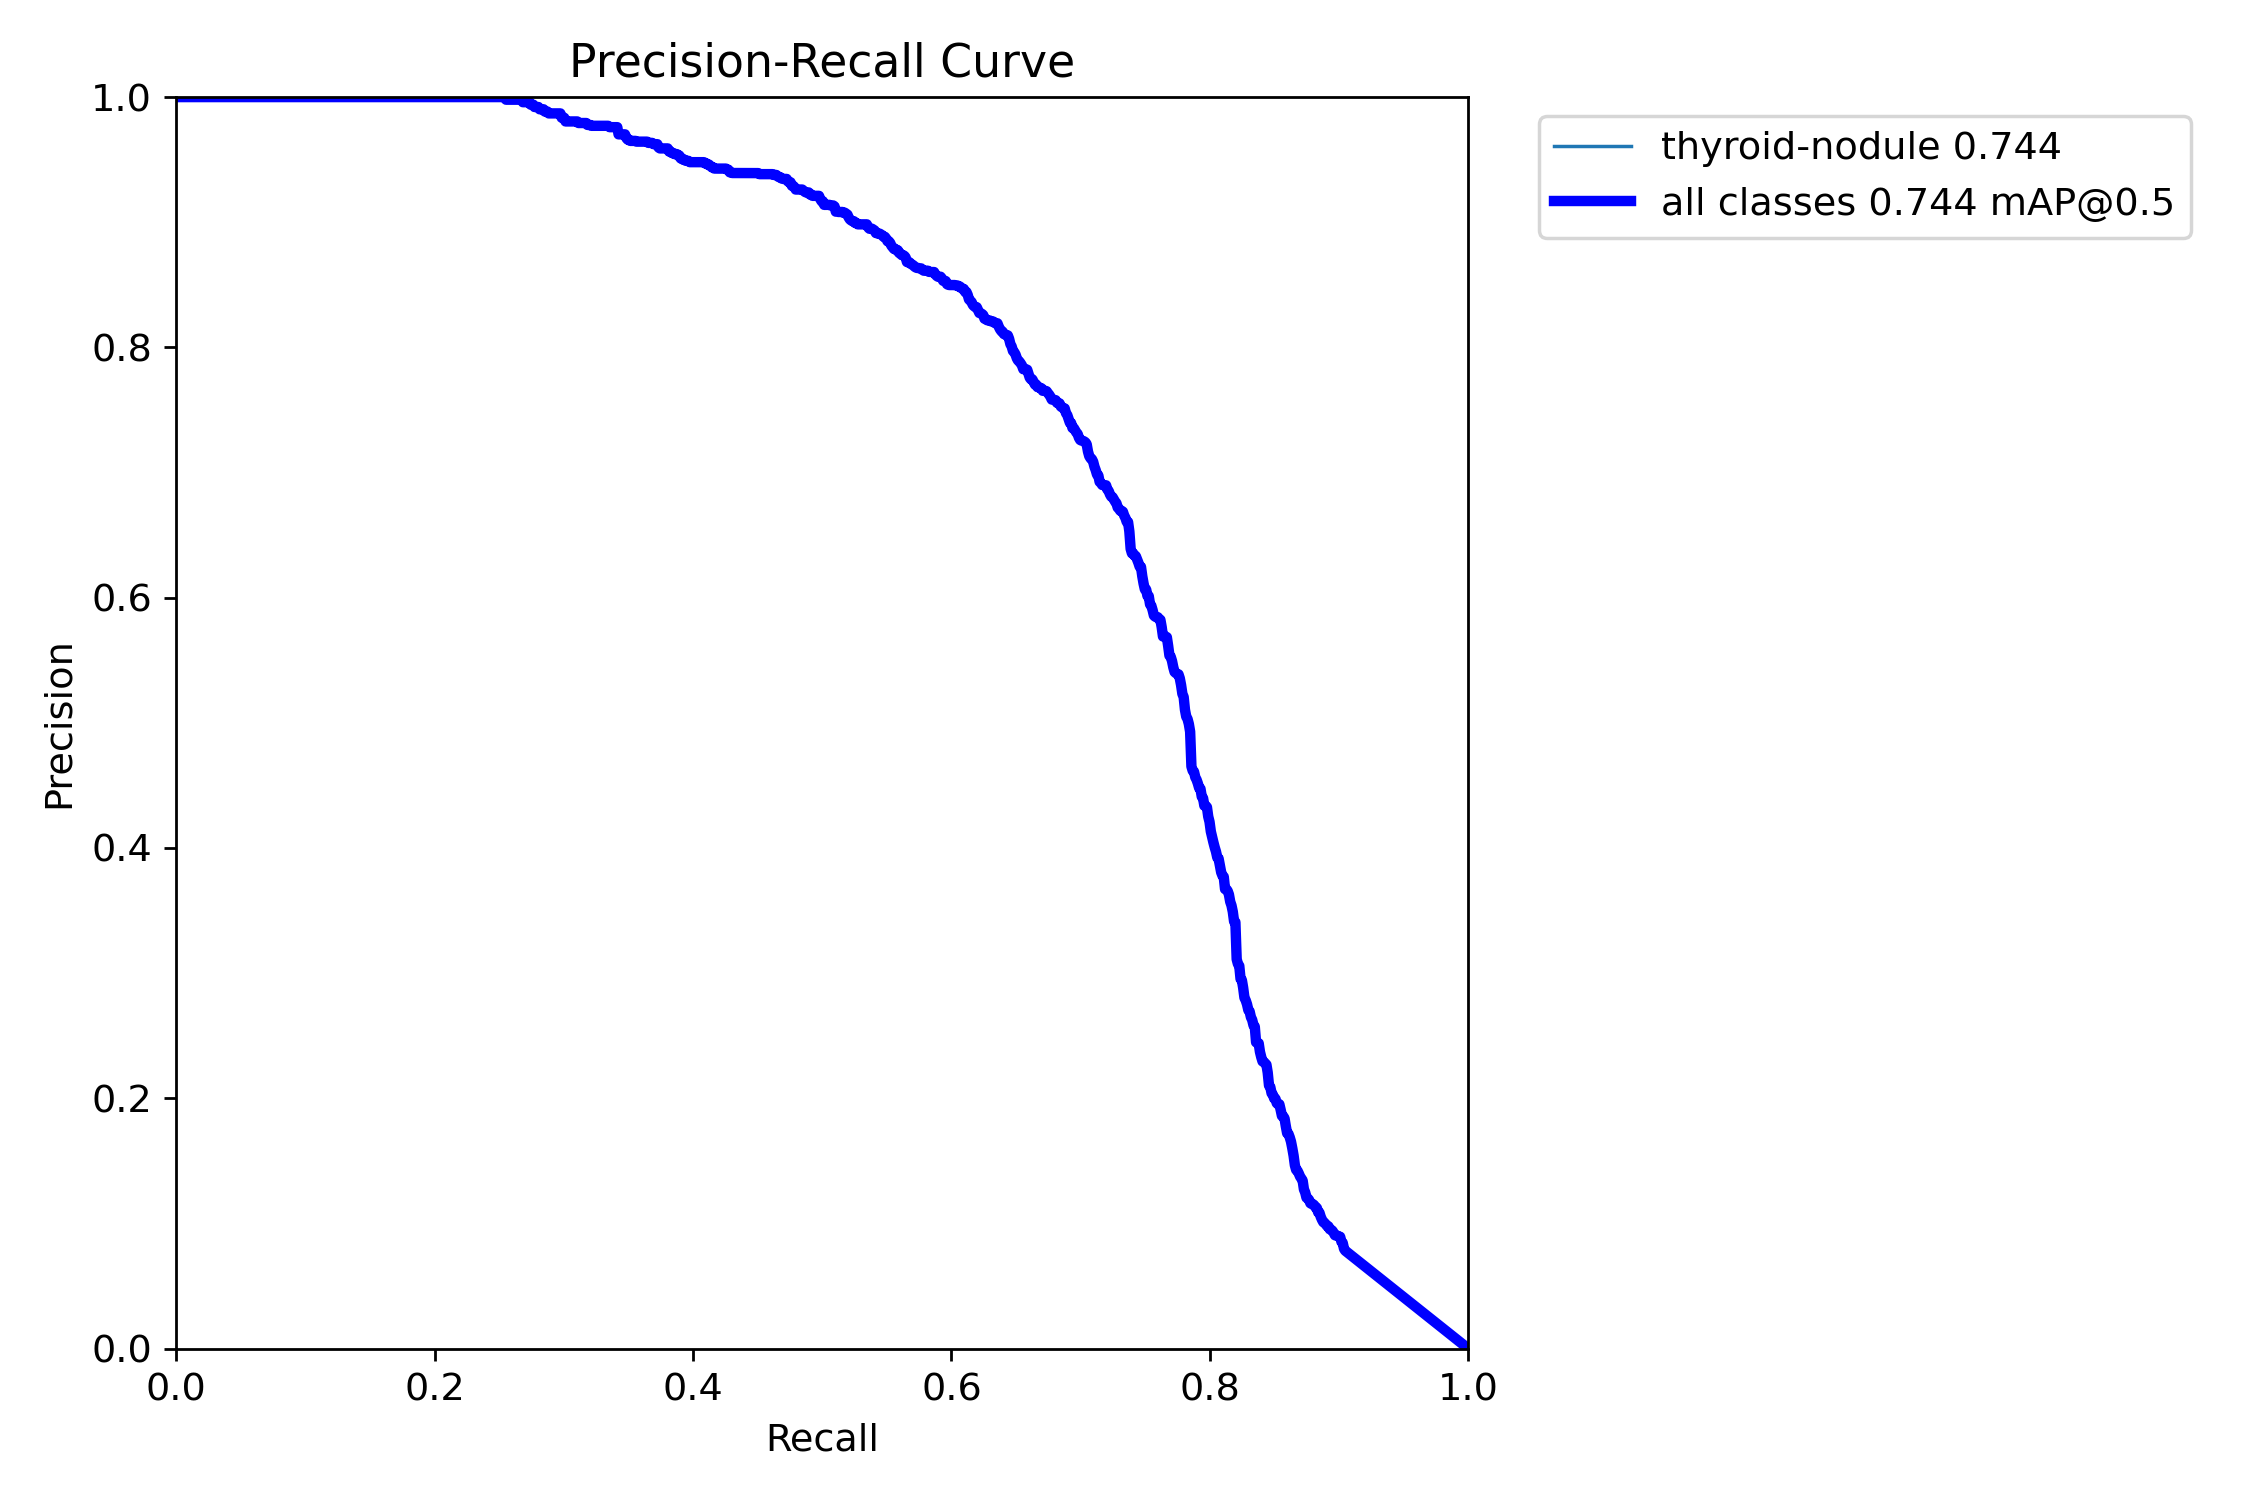 Precision-Recall Curve
thyroid-nodule 0.744
all classes 0.744 mAP@0.5
1.0
0.8
0.6
0.4
0.2
0.0
Precision
0.0 0.2 0.4 0.6 0.8 1.0
Recall